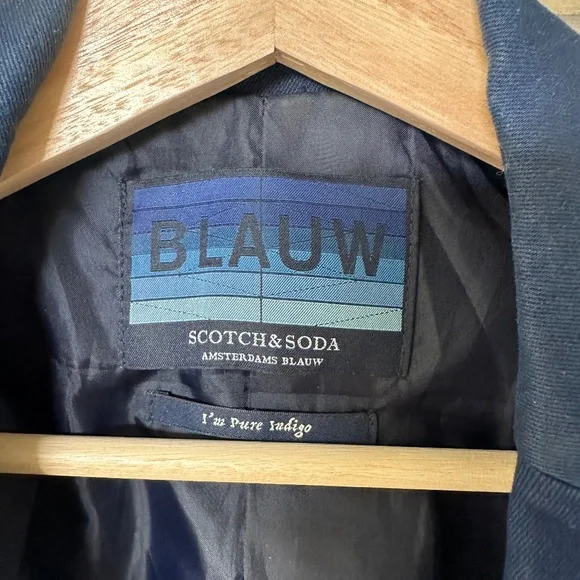 BLAUW
SCOTCH & SODA
AMSTERDAMS BLAUW
I'm Pure Indigo